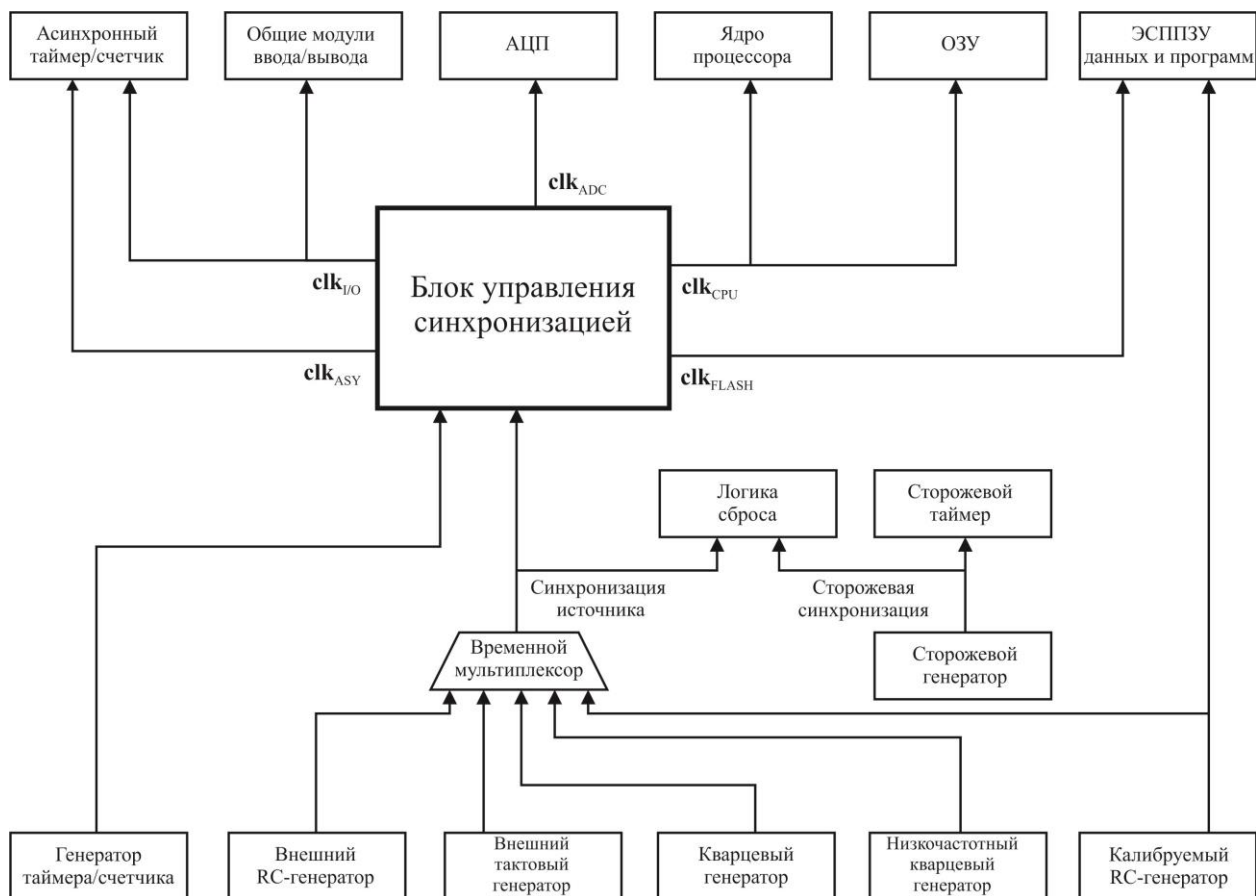 Асинхронный
таймер/счетчик
Общие модули
ввода/вывода
АЦП
Ядро
процессора
ОЗУ
ЭСППЗУ
данных и программ
clkADC
clkI/O
clkCPU
Блок управления
синхронизацией
clkASY
clkFLASH
Логика
сброса
Сторожевой
таймер
Синхронизация
источника
Сторожевая
синхронизация
Временной
мультиплексор
Сторожевой
генератор
Генератор
таймера/счетчика
Внешний
RC-генератор
Внешний
тактовый
генератор
Кварцевый
генератор
Низкочастотный
кварцевый
генератор
Калибруемый
RC-генератор